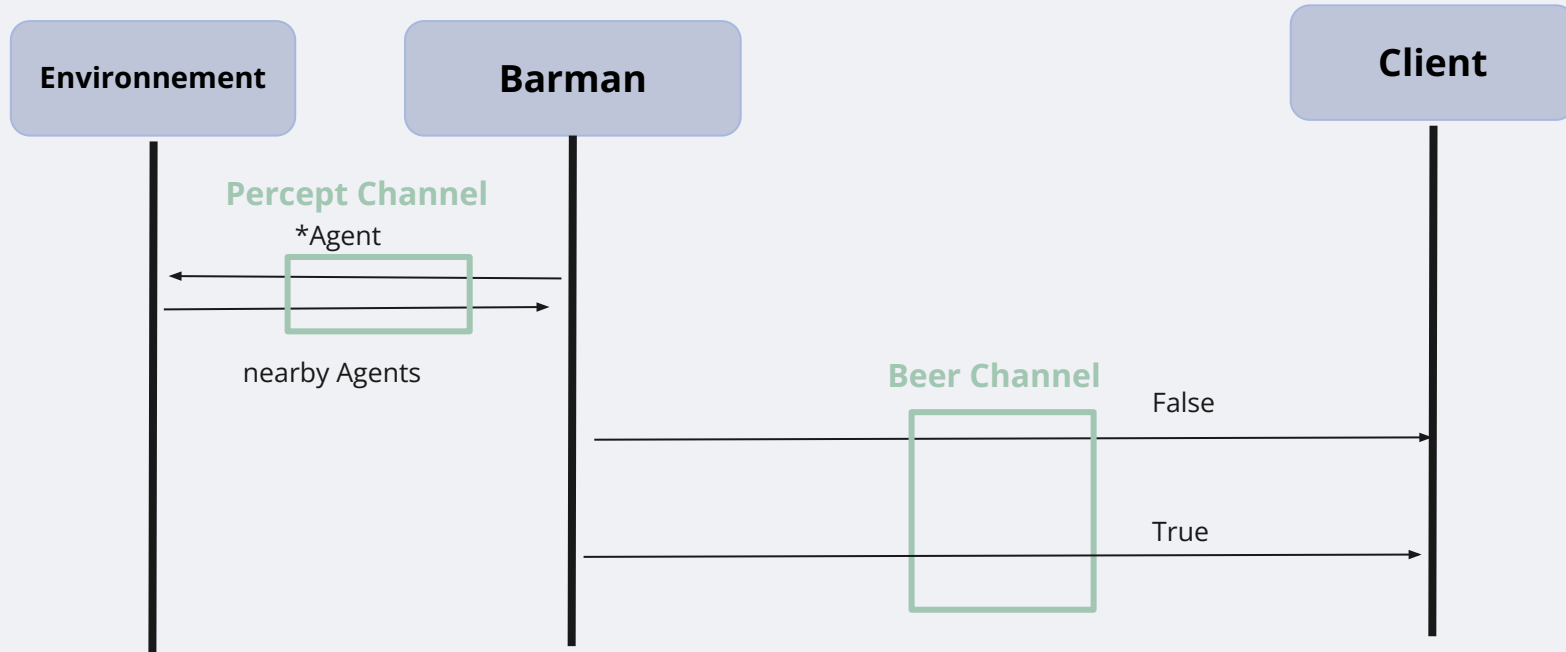 Environnement
Barman
Client
Percept Channel
*Agent
nearby Agents
Beer Channel
False
True